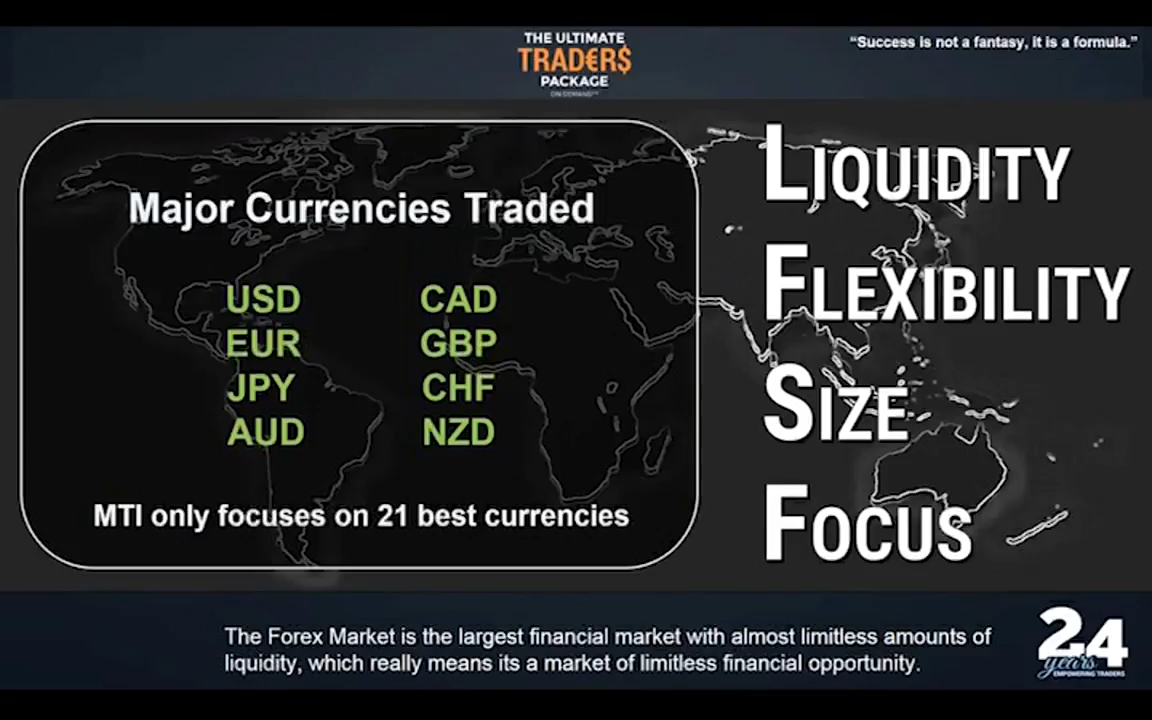 THE ULTIMATE
TRAD€R$
PACKAGE
ON DEMAND
“Success is not a fantasy, it is a formula.”
Major Currencies Traded
USD CAD
EUR GBP
JPY CHF
AUD NZD
MTI only focuses on 21 best currencies
LIQUIDITY
FLEXIBILITY
SIZE
FOCUS
The Forex Market is the largest financial market with almost limitless amounts of
liquidity, which really means its a market of limitless financial opportunity.
24
years
EMPOWERING TRADERS